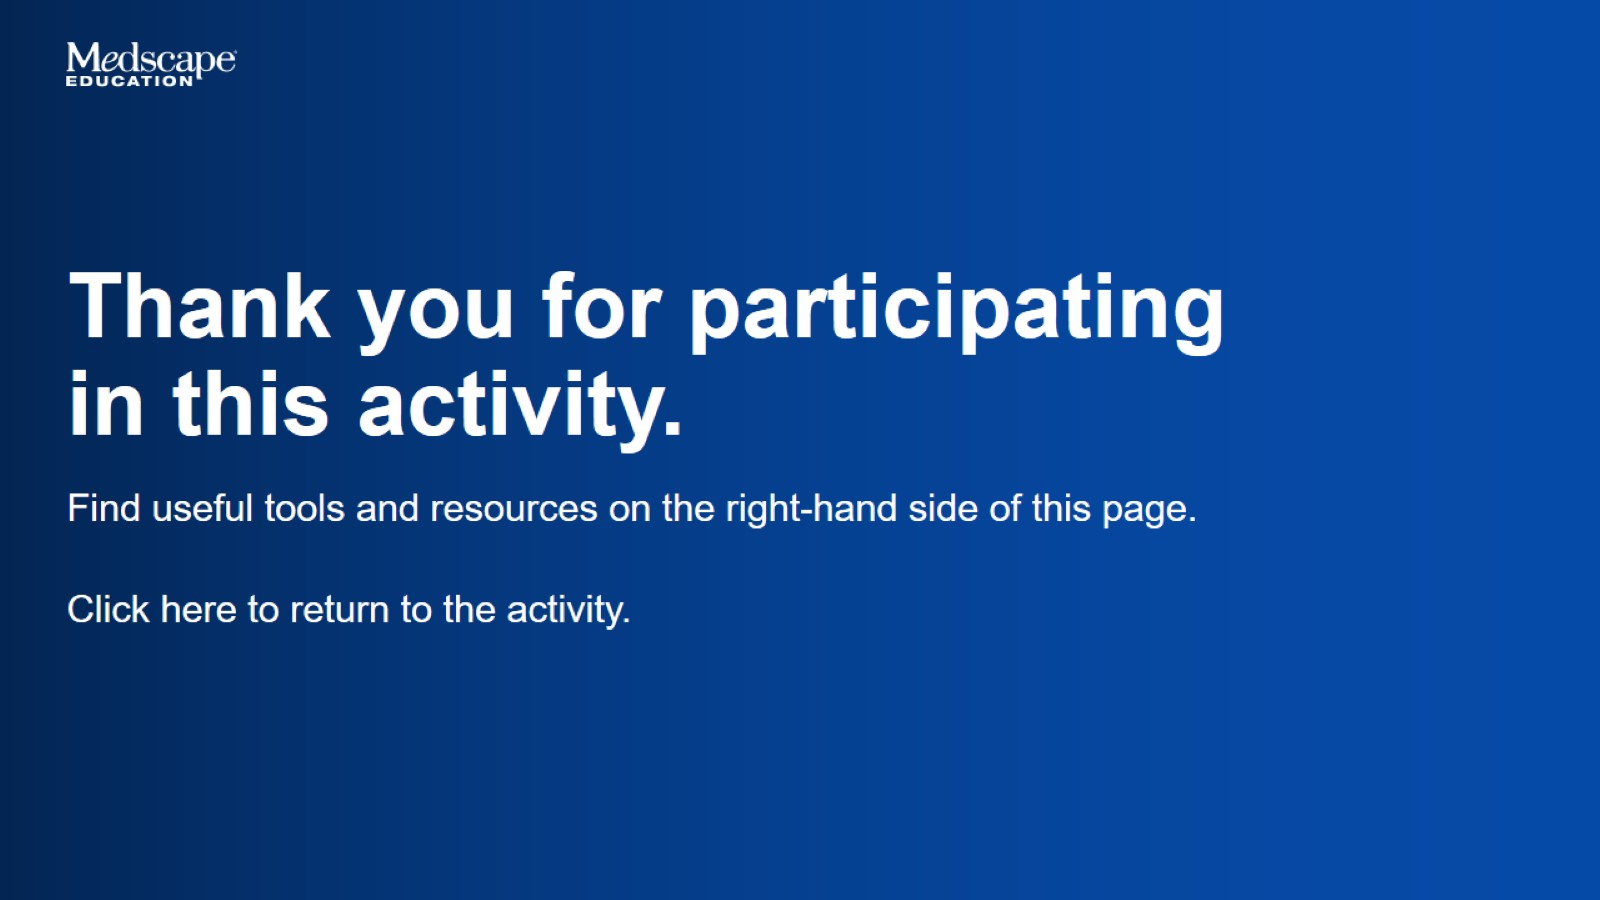 Medscape
EDUCATION
Thank you for participating
in this activity.
Find useful tools and resources on the right-hand side of this page.
Click here to return to the activity.